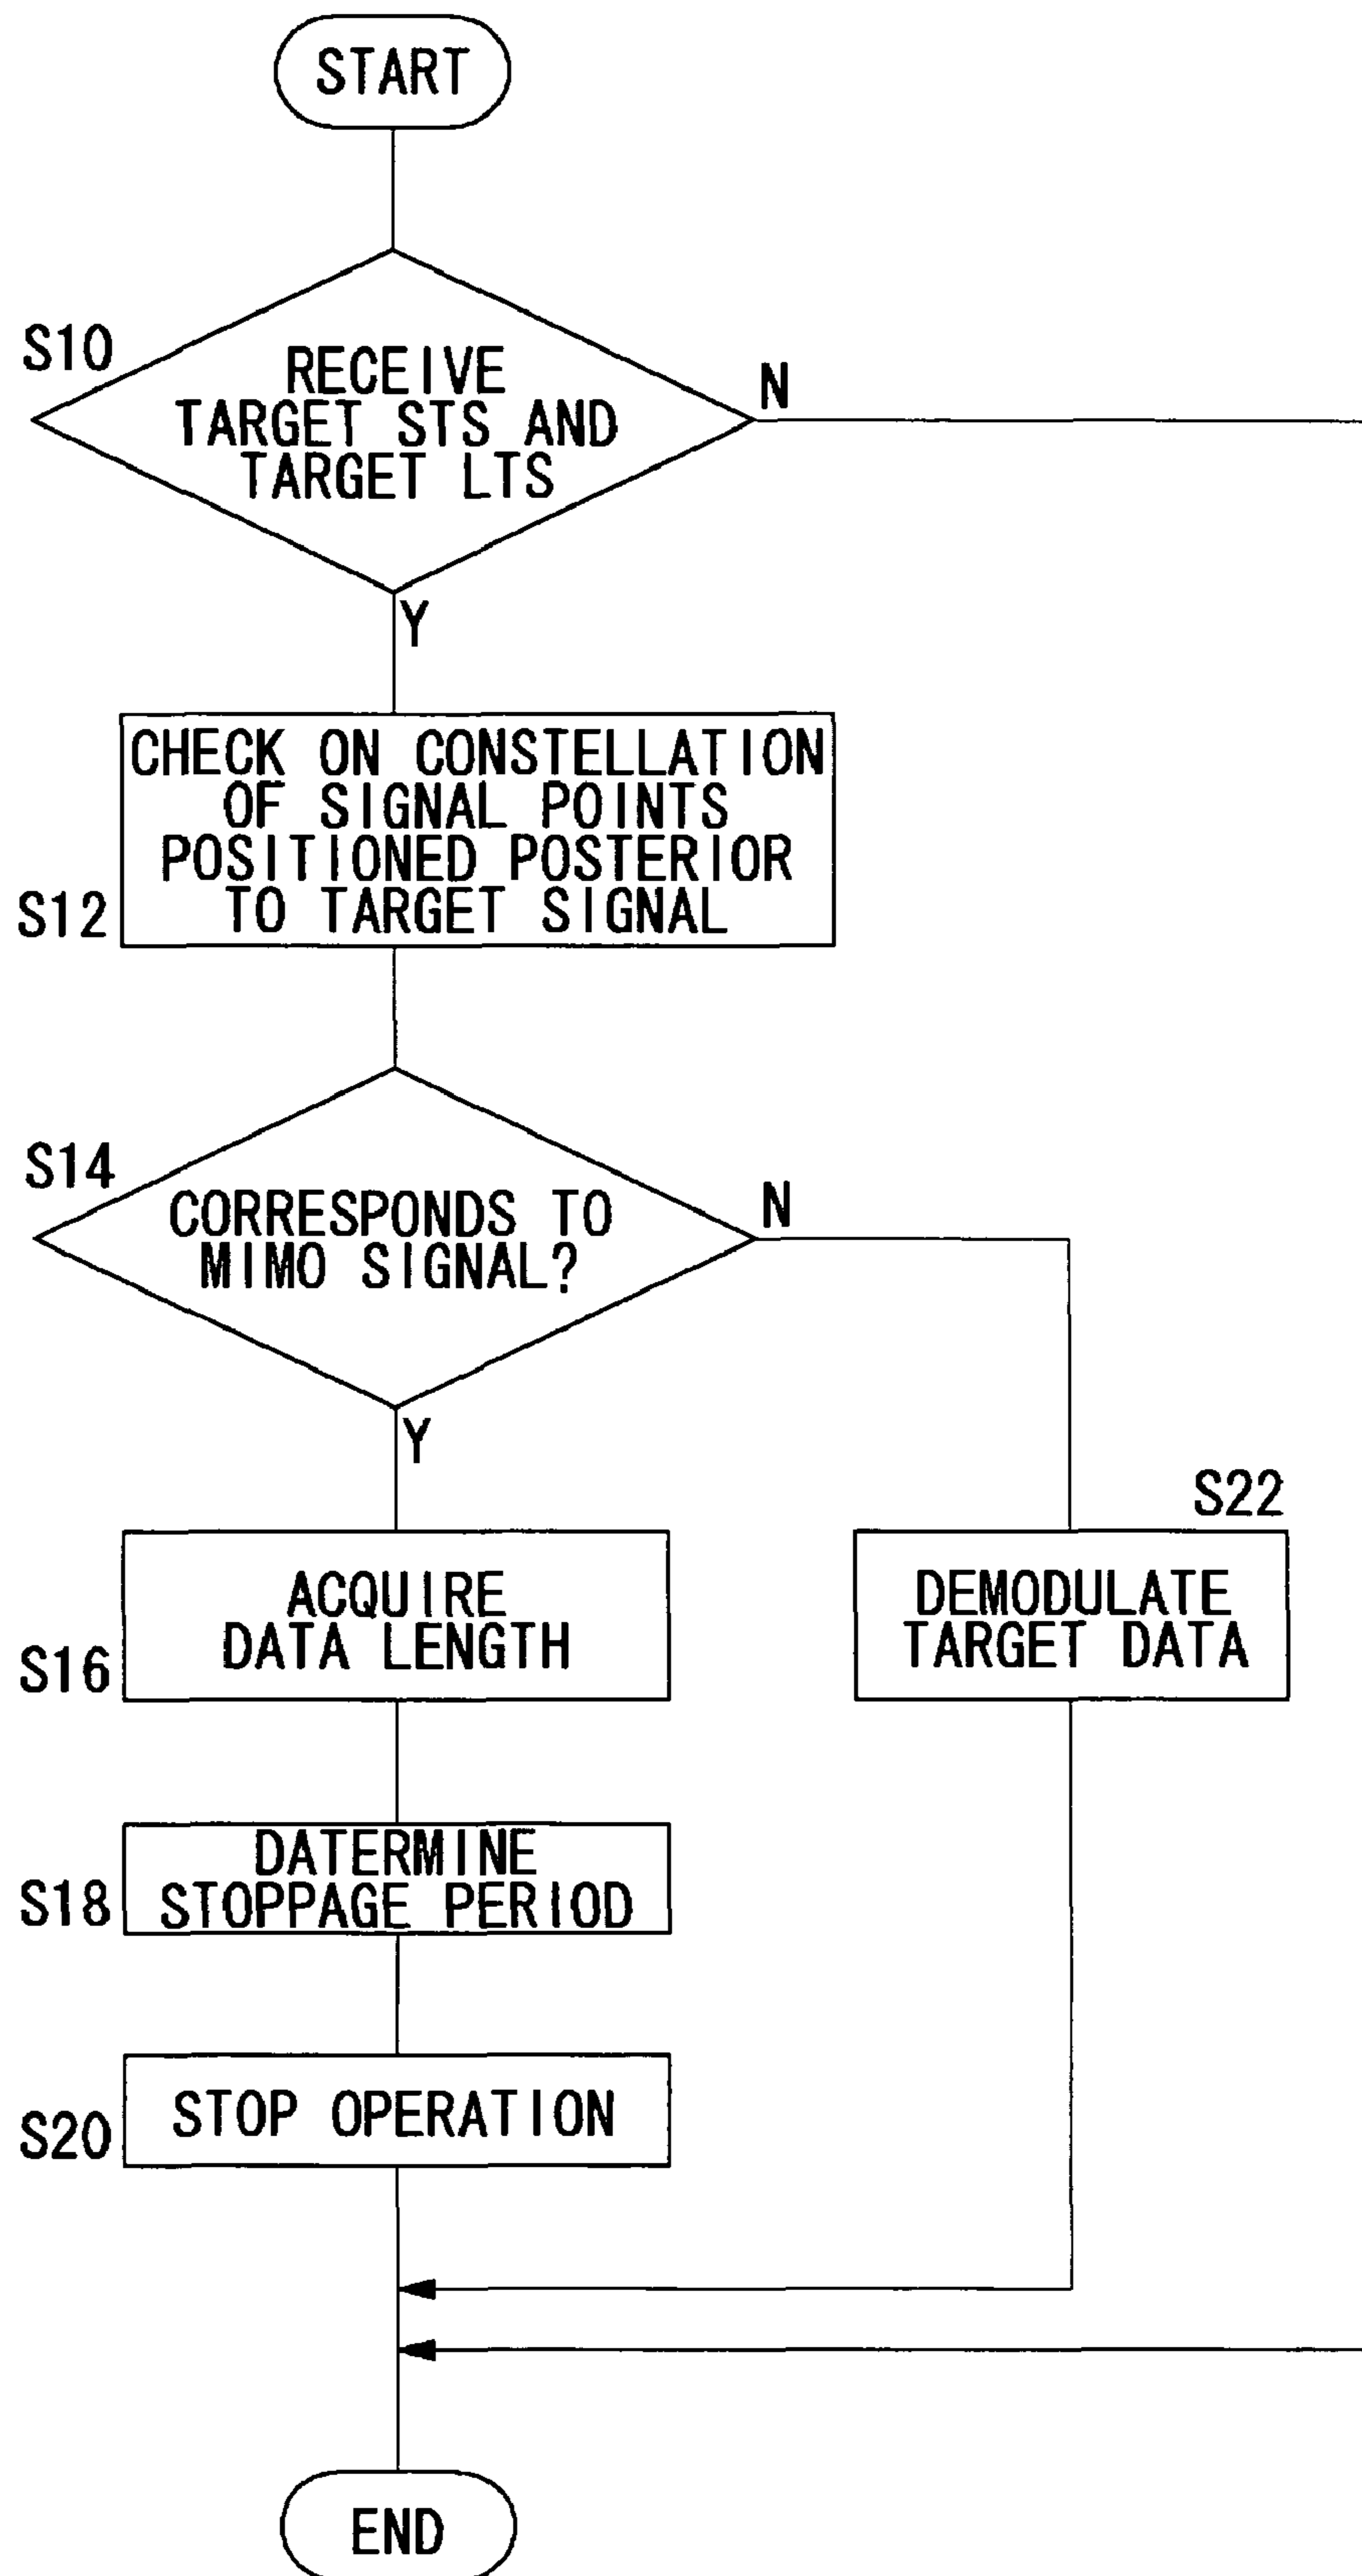 START
S10
RECEIVE
TARGET STS AND
TARGET LTS
N
Y
CHECK ON CONSTELLATION
OF SIGNAL POINTS
POSITIONED POSTERIOR
TO TARGET SIGNAL
S12
S14
CORRESPONDS TO
MIMO SIGNAL?
N
Y
S22
ACQUIRE
DATA LENGTH
S16
DEMODULATE
TARGET DATA
DATERMINE
STOPPAGE PERIOD
S18
STOP OPERATION
S20
END